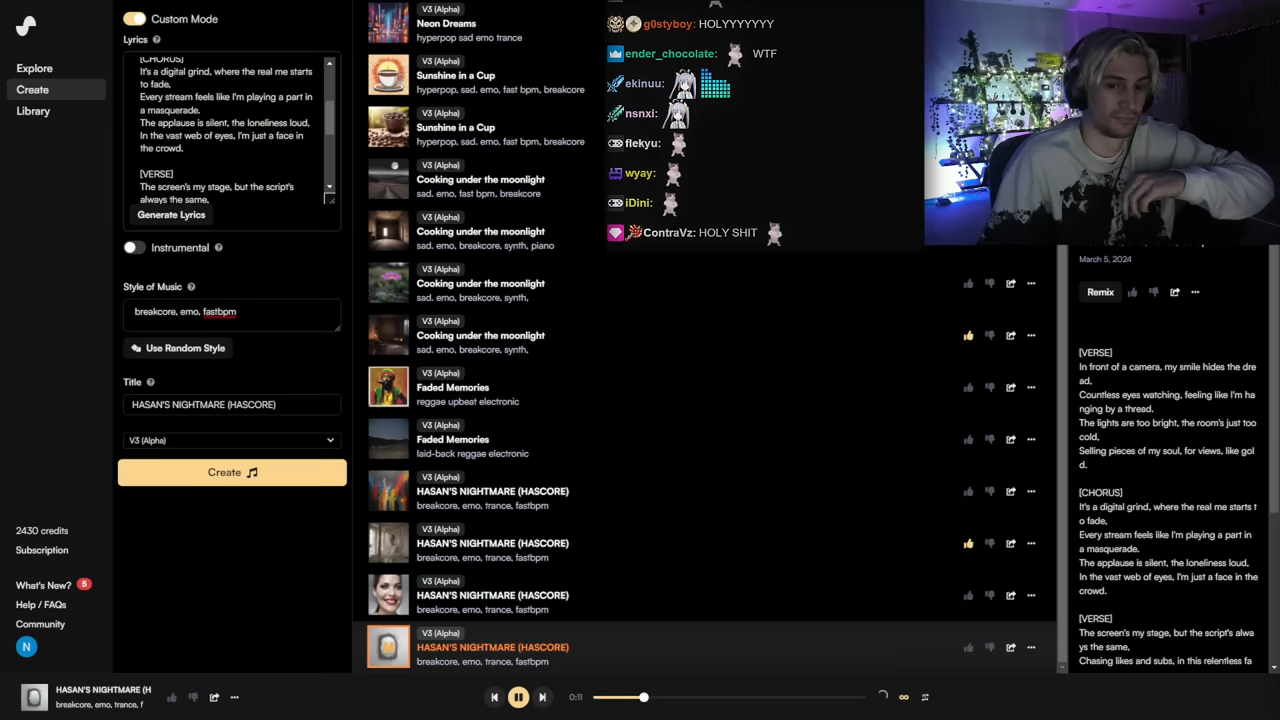 Explore
Create
Library
2430 credits
Subscription
What's New? 5
Help / FAQs
Community
N
Custom Mode
Lyrics
[CHORUS]
It's a digital grind, where the real me starts
to fade,
Every stream feels like I'm playing a part in
a masquerade.
The applause is silent, the loneliness loud,
In the vast web of eyes, I'm just a face in
the crowd.
[VERSE]
The screen's my stage, but the script's
always the same,
Generate Lyrics
Instrumental
Style of Music
breakcore, emo, fastbpm
Use Random Style
Title
HASAN'S NIGHTMARE (HASCORE)
V3 (Alpha)
Create
V3 (Alpha)
Neon Dreams
hyperpop sad emo trance
V3 (Alpha)
Sunshine in a Cup
hyperpop, sad, emo, fast bpm, breakcore
V3 (Alpha)
Sunshine in a Cup
hyperpop, sad, emo, fast bpm, breakcore
V3 (Alpha)
Cooking under the moonlight
sad, emo, fast bpm, breakcore
V3 (Alpha)
Cooking under the moonlight
sad, emo, breakcore, synth, piano
V3 (Alpha)
Cooking under the moonlight
sad, emo, breakcore, synth,
V3 (Alpha)
Cooking under the moonlight
sad, emo, breakcore, synth,
V3 (Alpha)
Faded Memories
reggae upbeat electronic
V3 (Alpha)
Faded Memories
laid-back reggae electronic
V3 (Alpha)
HASAN'S NIGHTMARE (HASCORE)
breakcore, emo, trance, fastbpm
V3 (Alpha)
HASAN'S NIGHTMARE (HASCORE)
breakcore, emo, trance, fastbpm
V3 (Alpha)
HASAN'S NIGHTMARE (HASCORE)
breakcore, emo, trance, fastbpm
V3 (Alpha)
HASAN'S NIGHTMARE (HASCORE)
breakcore, emo, trance, fastbpm
g0styboy: HOLYYYYYYY
ender_chocolate: WTF
ekinuu:
nsnxi:
flekyu:
wyay:
iDini:
ContraVz: HOLY SHIT
March 5, 2024
Remix
[VERSE]
In front of a camera, my smile hides the dre
ad,
Countless eyes watching, feeling like I'm ha
nging by a thread.
The lights are too bright, the room's just too
cold,
Selling pieces of my soul, for views, like gol
d.
[CHORUS]
It's a digital grind, where the real me starts t
o fade,
Every stream feels like I'm playing a part in
a masquerade.
The applause is silent, the loneliness loud,
In the vast web of eyes, I'm just a face in the
crowd.
[VERSE]
The screen's my stage, but the script's alwa
ys the same,
Chasing likes and subs, in this relentless fa
HASAN'S NIGHTMARE (H
breakcore, emo, trance, f
0:11